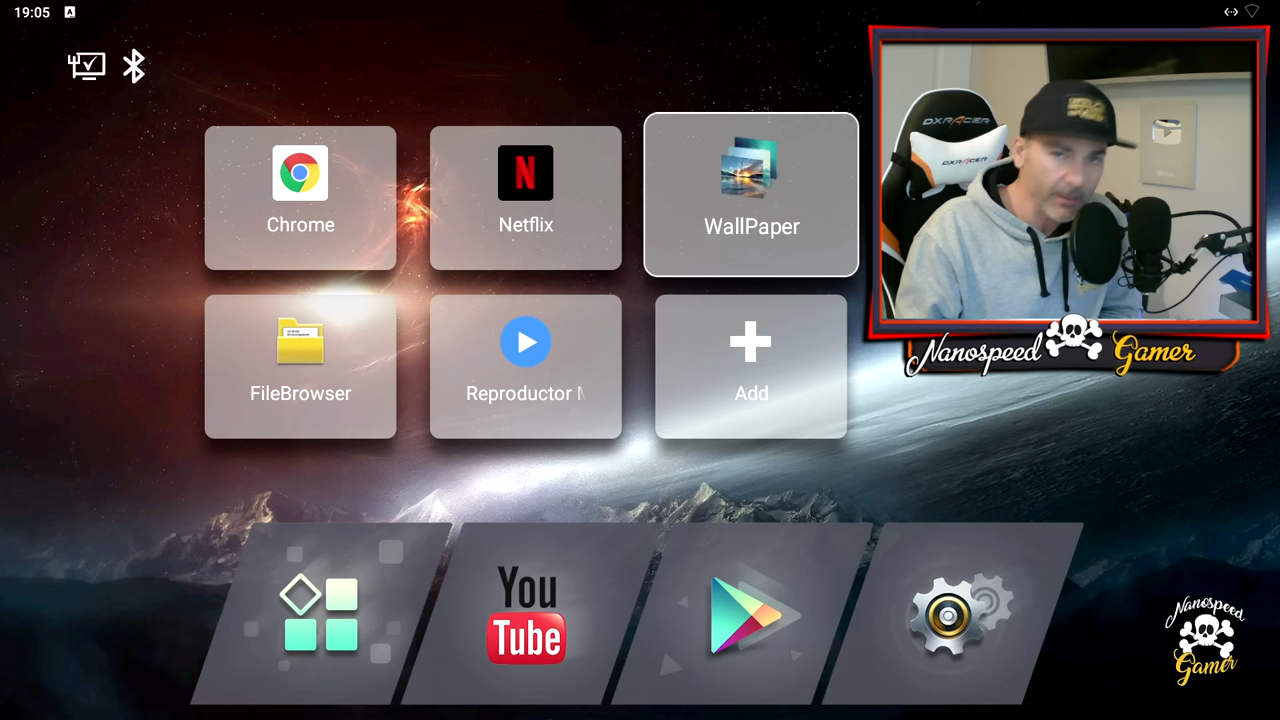 19:05
A
Chrome
Netflix
WallPaper
FileBrowser
Reproductor
Add
You
Tube
DXRACER
DXRACER
Nanospeed Gamer
Nanospeed
Gamer